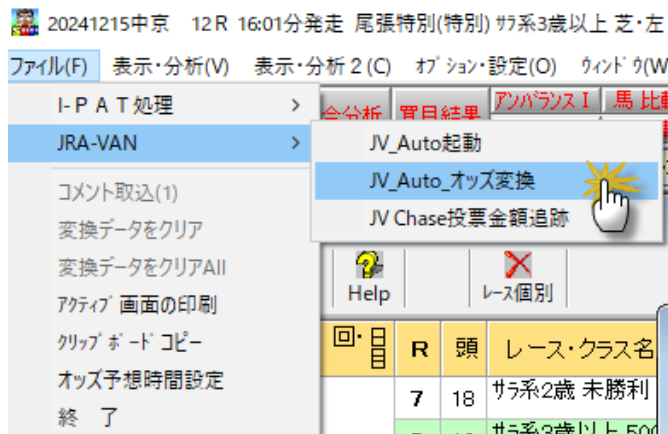 20241215中京　12R 16:01分発走 尾張特別(特別) ｻﾗ系3歳以上 芝・左
ﾌｧｲﾙ(F) 表示・分析(V) 表示・分析２(C) ｵﾌﾟｼｮﾝ・設定(O) ｳｨﾝﾄﾞｳ(W
I-ＰＡＴ処理 >
合分析 買目結果 ｱﾝﾊﾞﾗﾝｽⅠ 馬 比較
JRA-VAN >
JV_Auto起動
JV_Auto_ｵｯｽﾞ変換
JV Chase投票金額追跡
ｺﾒﾝﾄ取込(1)
変換データをクリア
変換データをクリアAll
ｱｸﾃｨﾌﾞ 画面の印刷
ｸﾘｯﾌﾟﾎﾞｰﾄﾞｺﾋﾟｰ
オッズ予想時間設定
終　了
Help ﾚｰｽ個別
回・日目 R 頭 レース・クラス名
7 18 ｻﾗ系2歳 未勝利